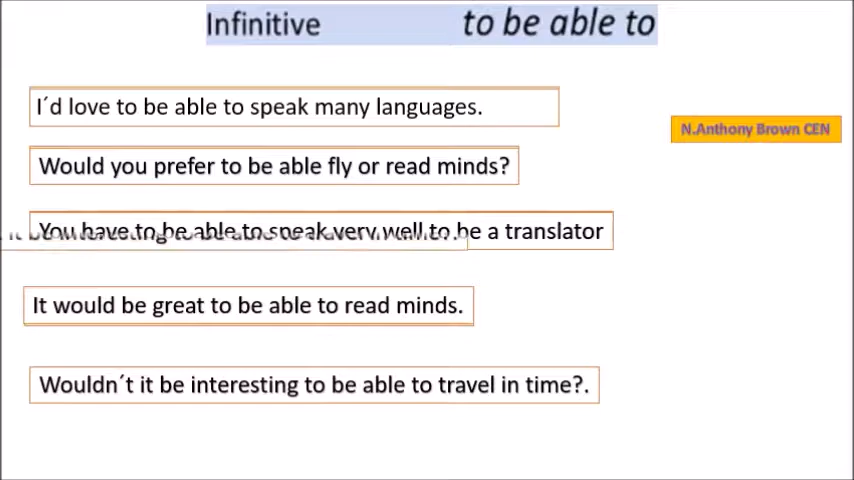 Infinitive to be able to
I´d love to be able to speak many languages.
N.Anthony Brown CEN
Would you prefer to be able fly or read minds?
You have to be able to speak very well to be a translator
It would be great to be able to read minds.
Wouldn´t it be interesting to be able to travel in time?.